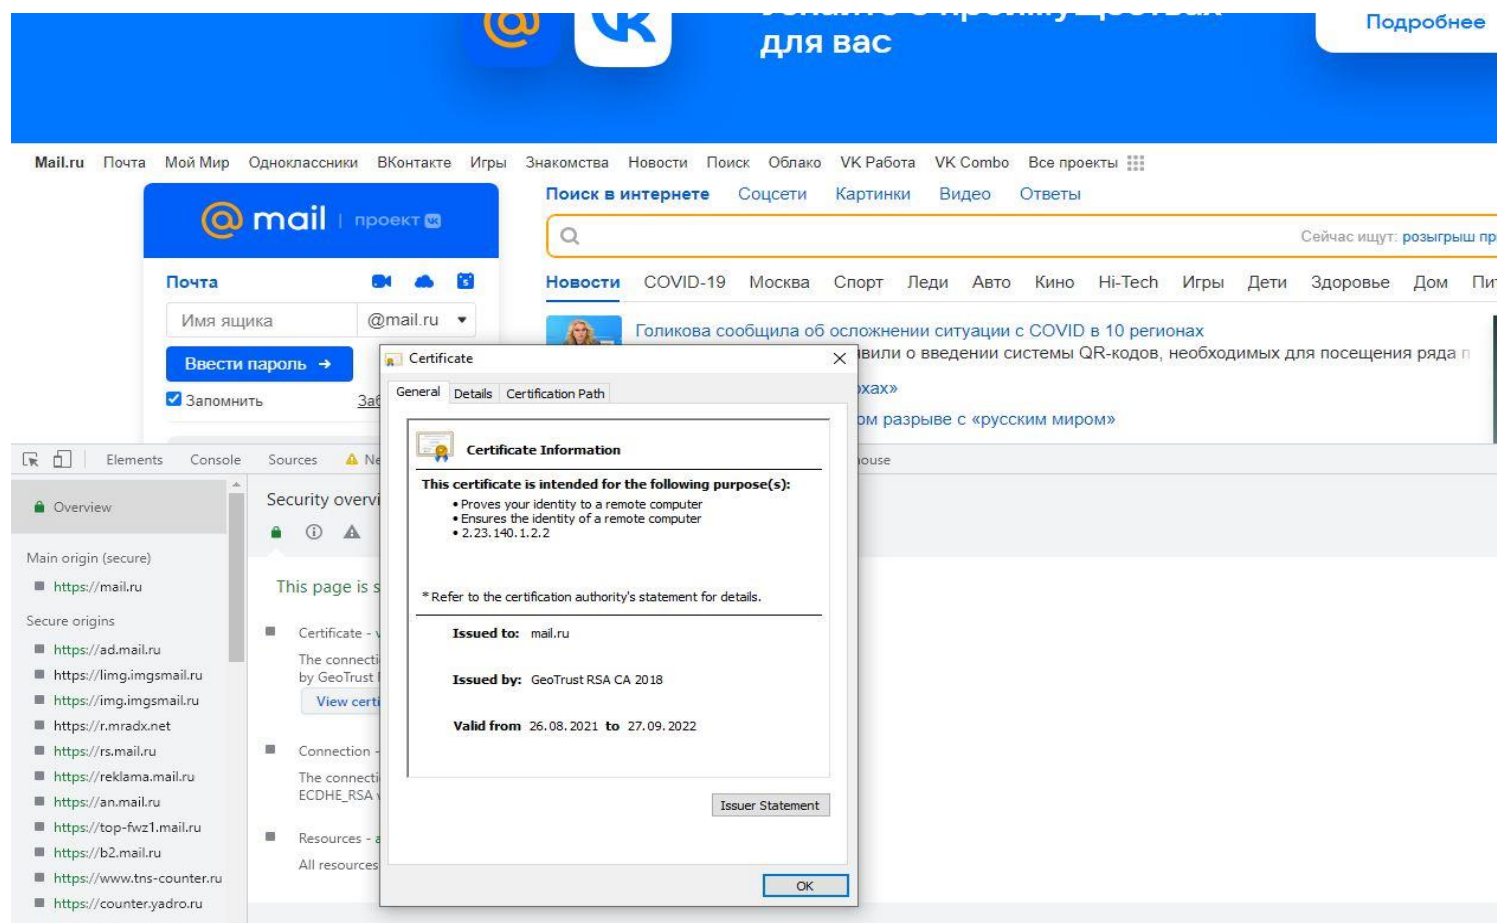 для вас
Подробнее
Mail.ru Почта Мой Мир Одноклассники ВКонтакте Игры Знакомства Новости Поиск Облако VK Работа VK Combo Все проекты
@ mail | проект
Поиск в интернете Соцсети Картинки Видео Ответы
Сейчас ищут: розыгрыш
Почта
Новости COVID-19 Москва Спорт Леди Авто Кино Hi-Tech Игры Дети Здоровье Дом
Имя ящика @mail.ru
Голикова сообщила об осложнении ситуации с COVID в 10 регионах
о введении системы QR-кодов, необходимых для посещения ряда
Ввести пароль →
Запомнить
разрыве с «русским миром»
Certificate
General Details Certification Path
Certificate Information
This certificate is intended for the following purpose(s):
• Proves your identity to a remote computer
• Ensures the identity of a remote computer
• 2.23.140.1.2.2
* Refer to the certification authority's statement for details.
Issued to: mail.ru
Issued by: GeoTrust RSA CA 2018
Valid from 26.08.2021 to 27.09.2022
Issuer Statement
OK
Elements Console Sources
Overview
Main origin (secure)
https://mail.ru
Secure origins
https://ad.mail.ru
https://limg.imgsmail.ru
https://img.imgsmail.ru
https://r.mradx.net
https://rs.mail.ru
https://reklama.mail.ru
https://an.mail.ru
https://top-fwz1.mail.ru
https://b2.mail.ru
https://www.tns-counter.ru
https://counter.yadro.ru
Security
This page is
Certificate -
The
by GeoTrust
View
Connection -
The
ECDHE_RSA
Resources -
All resources